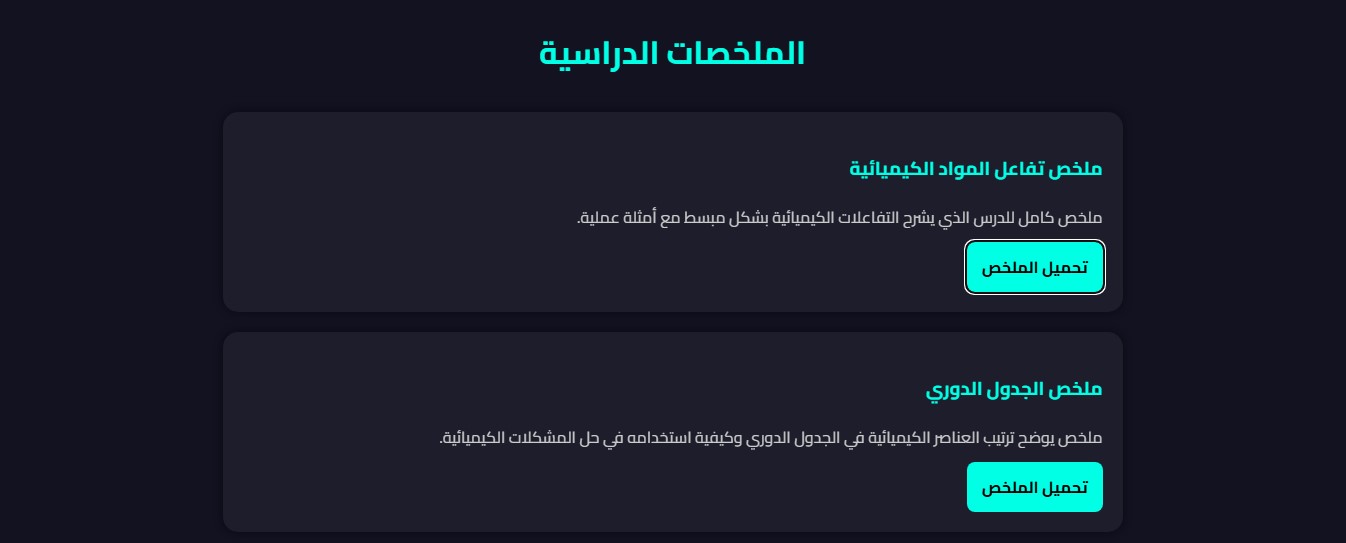 الملخصات الدراسية
ملخص تفاعل المواد الكيميائية
ملخص كامل للدرس الذي يشرح التفاعلات الكيميائية بشكل مبسط مع أمثلة عملية.
تحميل الملخص
ملخص الجدول الدوري
ملخص يوضح ترتيب العناصر الكيميائية في الجدول الدوري وكيفية استخدامه في حل المشكلات الكيميائية.
تحميل الملخص